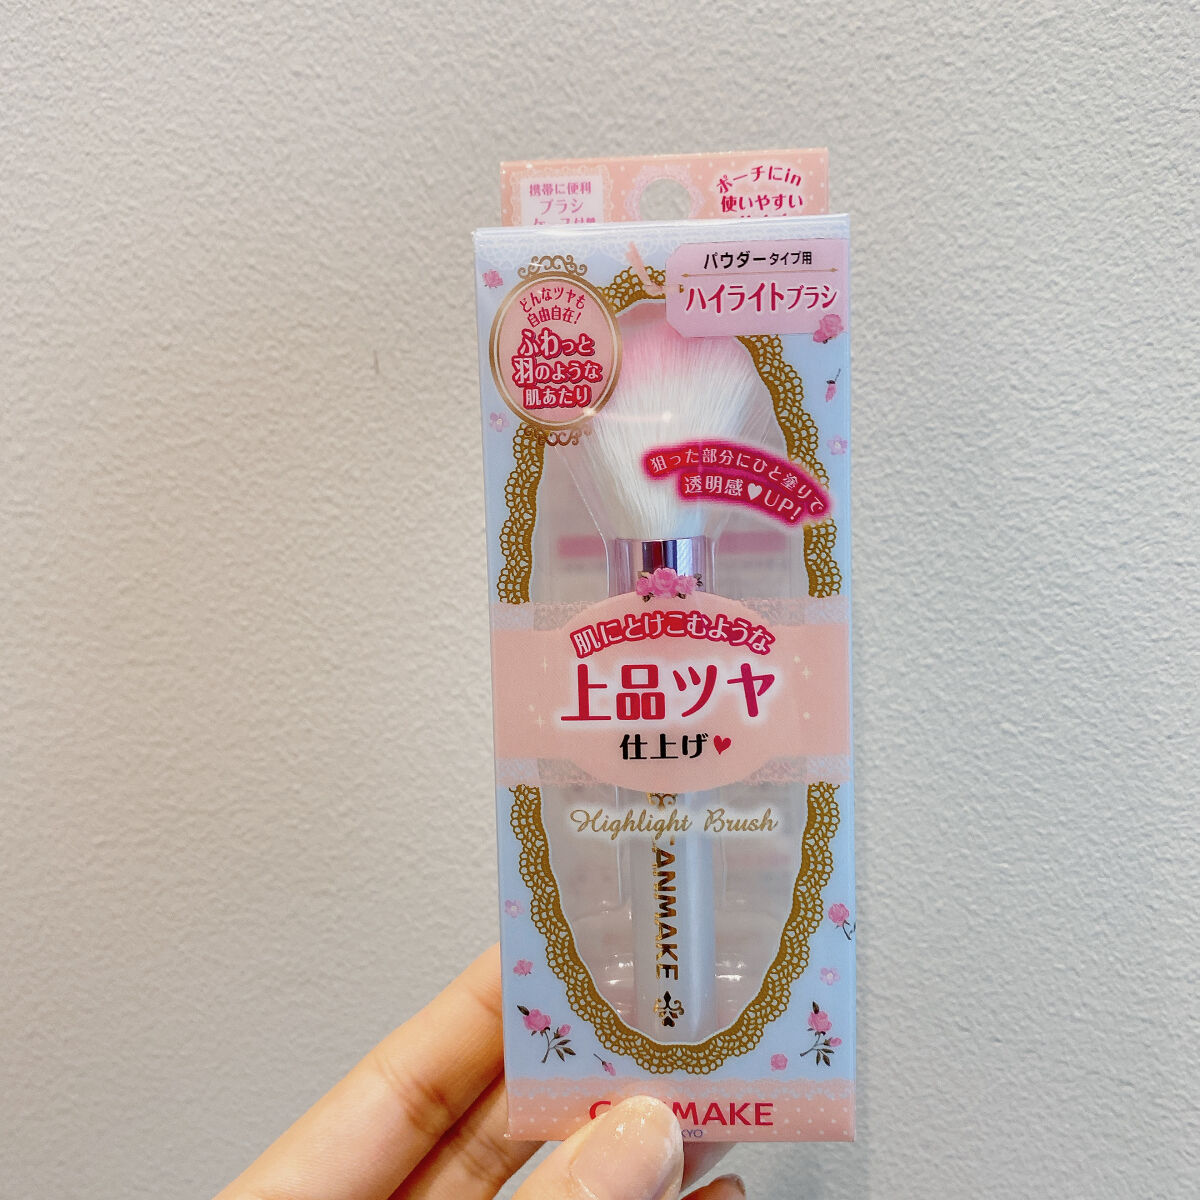 携帯に便利
ブラシ
ポーチにin
使いやすい
パウダータイプ用
ハイライトブラシ
どんなツヤも
自由自在!
ふわっと
羽のような
肌あたり
狙った部分にひと塗りで
透明感♥UP!
肌にとけこむような
上品ツヤ
仕上げ♥
Highlight Brush
CANMAKE